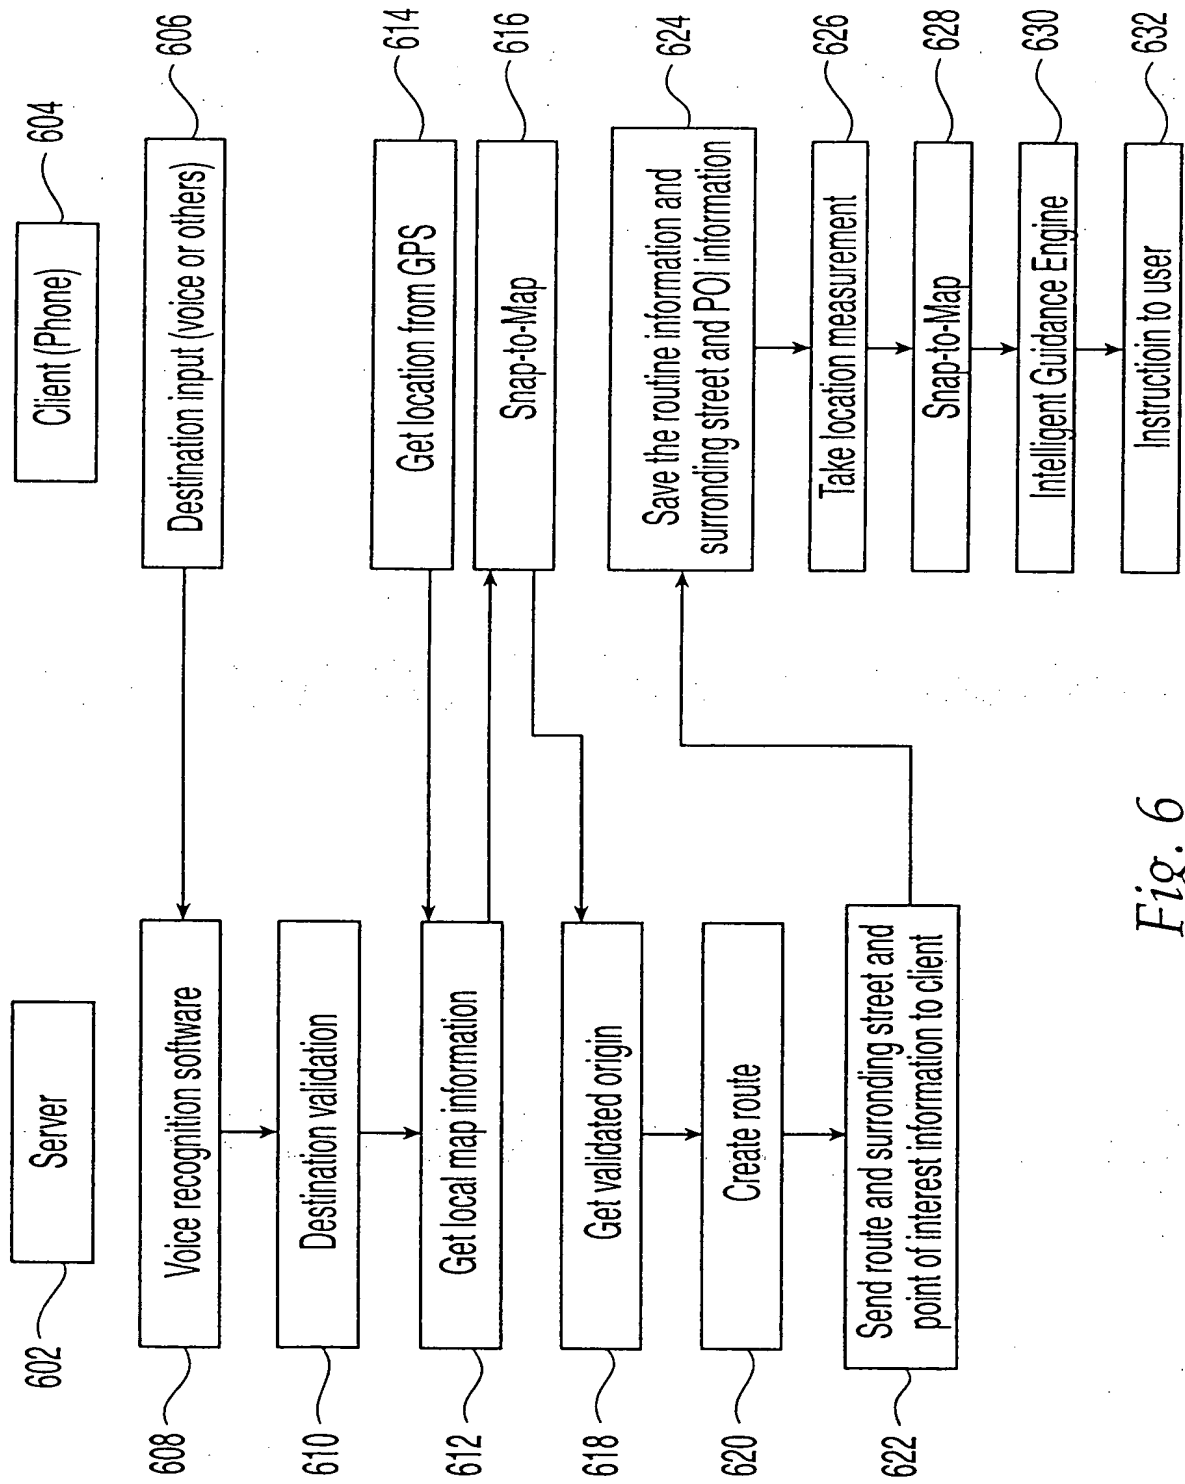 Server
602
Client (Phone)
604
Destination input (voice or others)
606
Voice recognition software
608
Destination validation
610
Get local map information
612
Get location from GPS
614
Snap-to-Map
616
Get validated origin
618
Create route
620
Send route and surronding street and
point of interest information to client
622
Save the routine information and
surronding street and POI information
624
Take location measurement
626
Snap-to-Map
628
Intelligent Guidance Engine
630
Instructioin to user
632
Fig. 6